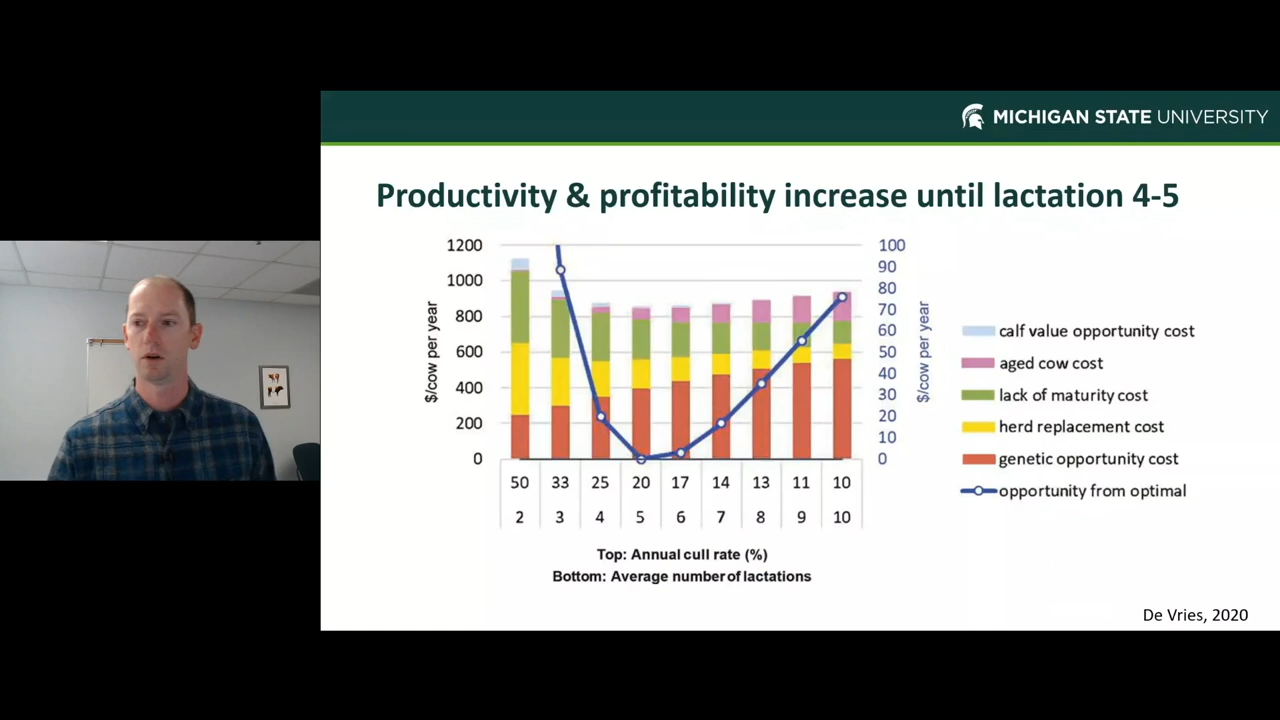 MICHIGAN STATE UNIVERSITY
Productivity & profitability increase until lactation 4-5
$/cow per year
1200
1000
800
600
400
200
0
100
90
80
70
60
50
40
30
20
10
0
$/cow per year
50 33 25 20 17 14 13 11 10
2 3 4 5 6 7 8 9 10
Top: Annual cull rate (%)
Bottom: Average number of lactations
calf value opportunity cost
aged cow cost
lack of maturity cost
herd replacement cost
genetic opportunity cost
opportunity from optimal
De Vries, 2020